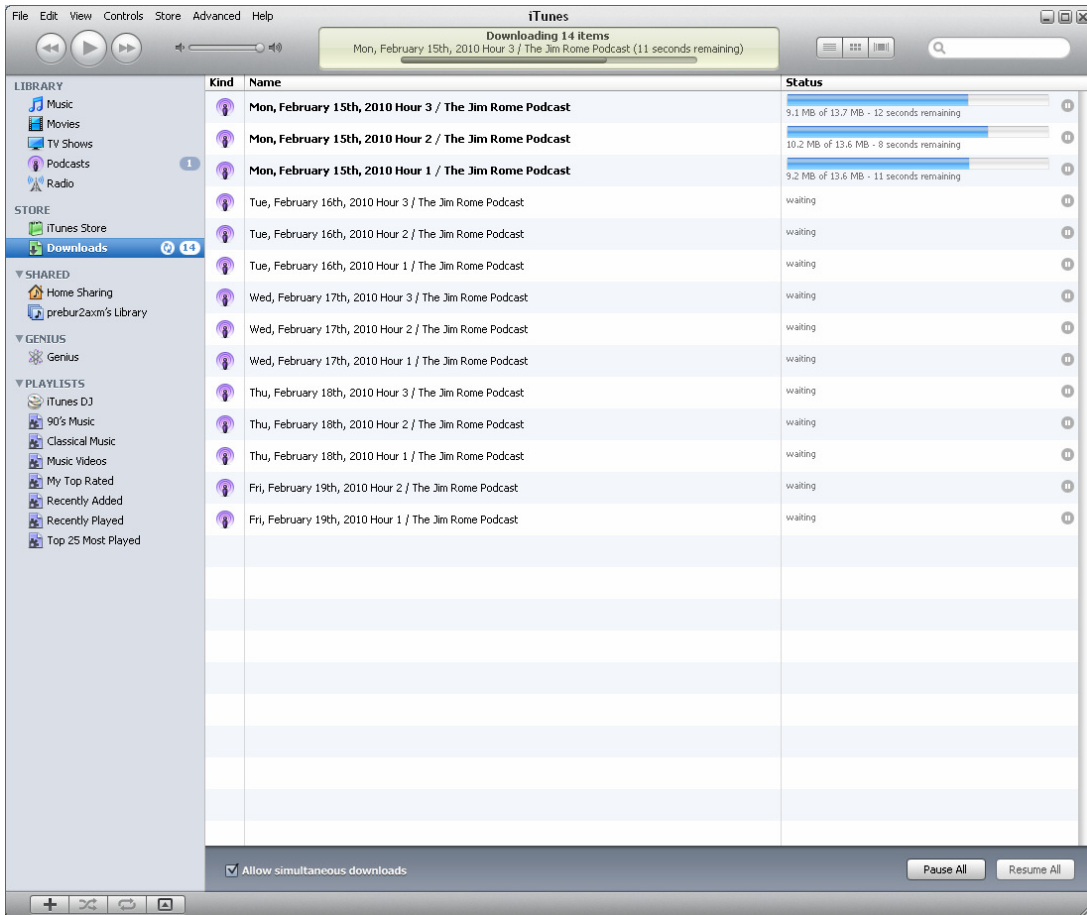 File Edit View Controls Store Advanced Help
iTunes
Downloading 14 items
Mon, February 15th, 2010 Hour 3 / The Jim Rome Podcast (11 seconds remaining)
LIBRARY
Music
Movies
TV Shows
Podcasts 1
Radio
STORE
iTunes Store
Downloads 14
SHARED
Home Sharing
prebur2axm's Library
GENIUS
Genius
PLAYLISTS
iTunes DJ
90's Music
Classical Music
Music Videos
My Top Rated
Recently Added
Recently Played
Top 25 Most Played
Kind Name Status
Mon, February 15th, 2010 Hour 3 / The Jim Rome Podcast
9.1 MB of 13.7 MB - 12 seconds remaining
Mon, February 15th, 2010 Hour 2 / The Jim Rome Podcast
10.2 MB of 13.6 MB - 8 seconds remaining
Mon, February 15th, 2010 Hour 1 / The Jim Rome Podcast
9.2 MB of 13.6 MB - 11 seconds remaining
Tue, February 16th, 2010 Hour 3 / The Jim Rome Podcast waiting
Tue, February 16th, 2010 Hour 2 / The Jim Rome Podcast waiting
Tue, February 16th, 2010 Hour 1 / The Jim Rome Podcast waiting
Wed, February 17th, 2010 Hour 3 / The Jim Rome Podcast waiting
Wed, February 17th, 2010 Hour 2 / The Jim Rome Podcast waiting
Wed, February 17th, 2010 Hour 1 / The Jim Rome Podcast waiting
Thu, February 18th, 2010 Hour 3 / The Jim Rome Podcast waiting
Thu, February 18th, 2010 Hour 2 / The Jim Rome Podcast waiting
Thu, February 18th, 2010 Hour 1 / The Jim Rome Podcast waiting
Fri, February 19th, 2010 Hour 2 / The Jim Rome Podcast waiting
Fri, February 19th, 2010 Hour 1 / The Jim Rome Podcast waiting
Allow simultaneous downloads
Pause All Resume All